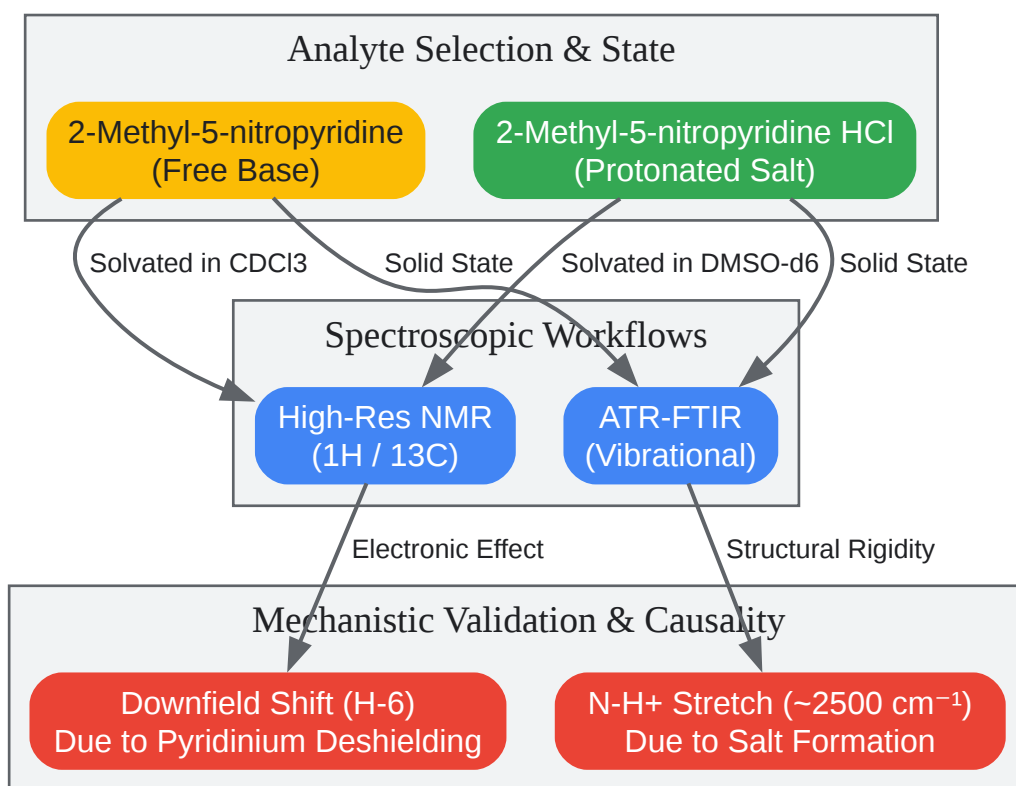 Analyte Selection & State
2-Methyl-5-nitropyridine
(Free Base)
2-Methyl-5-nitropyridine HCl
(Protonated Salt)
Solvated in CDCl3
Solid State
Solvated in DMSO-d6
Solid State
Spectroscopic Workflows
High-Res NMR
(1H / 13C)
ATR-FTIR
(Vibrational)
Electronic Effect
Structural Rigidity
Mechanistic Validation & Causality
Downfield Shift (H-6)
Due to Pyridinium Deshielding
N-H+ Stretch (~2500 cm⁻¹)
Due to Salt Formation